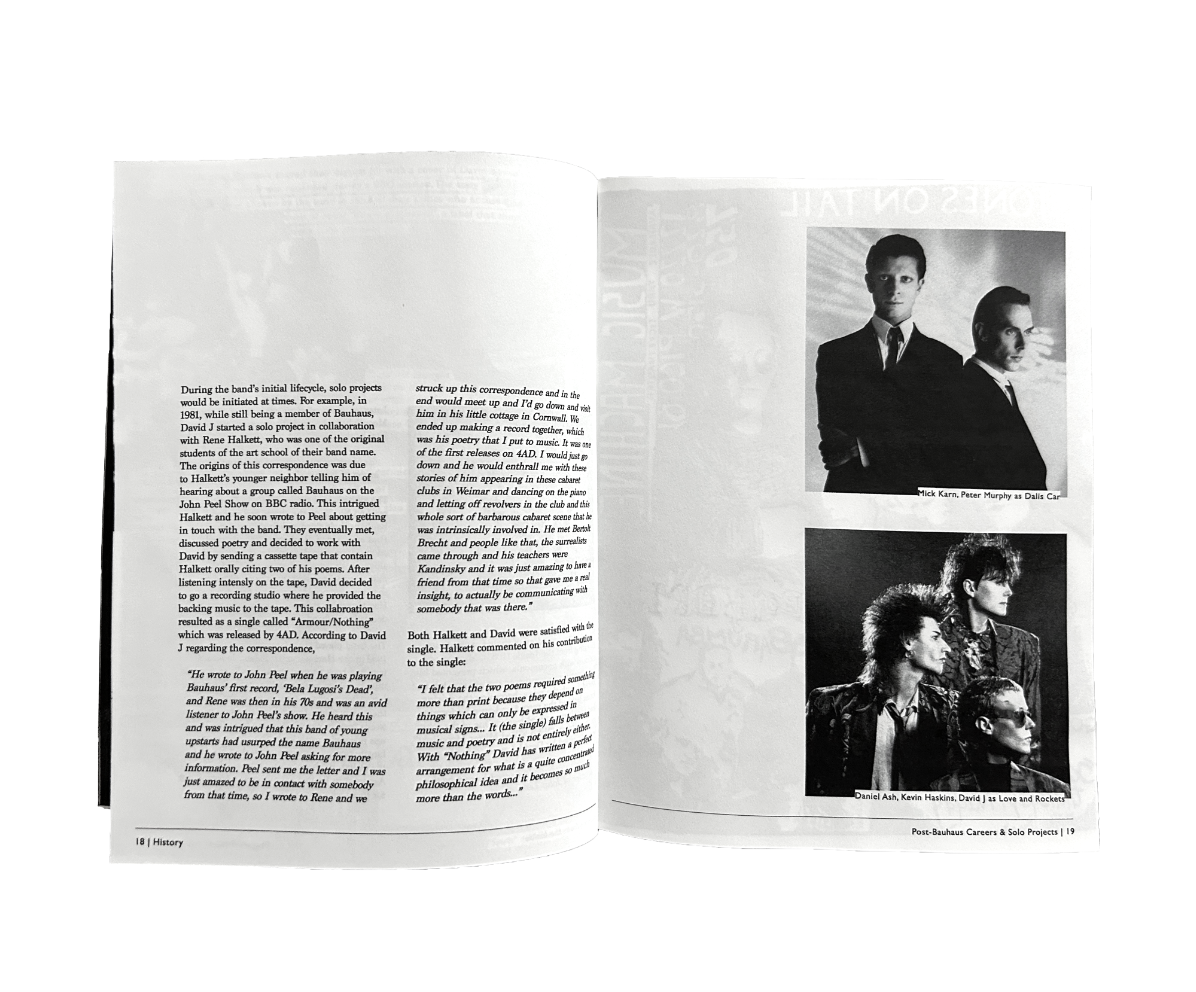 During the band's initial lifecycle, solo projects
would be initiated at times. For example, in
1981, while still being a member of Bauhaus,
David J started a solo project in collaboration
with Rene Halkett, who was one of the original
students of the art school of their band name.
The origins of this correspondence was due
to Halkett's younger neighbor telling him of
hearing about a group called Bauhaus on the
John Peel Show on BBC radio. This intrigued
Halkett and he soon wrote to Peel about getting
in touch with the band. They eventually met,
discussed poetry and decided to work with
David by sending a cassette tape that contain
Halkett orally citing two of his poems. After
listening intensly on the tape, David decided
to go a recording studio where he provided the
backing music to the tape. This collabroation
resulted as a single called "Armour/Nothing"
which was released by 4AD. According to David
J regarding the correspondence,
"He wrote to John Peel when he was playing
Bauhaus' first record, 'Bela Lugosi's Dead',
and Rene was then in his 70s and was an avid
listener to John Peel's show. He heard this
and was intrigued that this band of young
upstarts had usurped the name Bauhaus
and he wrote to John Peel asking for more
information. Peel sent me the letter and I was
just amazed to be in contact with somebody
from that time, so I wrote to Rene and we
struck up this correspondence and in the
end would meet up and I'd go down and visit
him in his little cottage in Cornwall. We
ended up making a record together, which
was his poetry that I put to music. It was one
of the first releases on 4AD. I would just go
down and he would enthrall me with these
stories of him appearing in these cabaret
clubs in Weimar and dancing on the piano
and letting off revolvers in the club and this
whole sort of barbarous cabaret scene that he
was intrinsically involved in. He met Bertolt
Brecht and people like that, the surrealists
came through and his teachers were
Kandinsky and it was just amazing to have a
friend from that time so that gave me a real
insight, to actually be communicating with
somebody that was there."
Both Halkett and David were satisfied with the
single. Halkett commented on his contribution
to the single:
"I felt that the two poems required something
more than print because they depend on
things which can only be expressed in
musical signs... It (the single) falls between
music and poetry and is not entirely either.
With "Nothing" David has written a perfect
arrangement for what is a quite concentrated
philosophical idea and it becomes so much
more than the words..."
18 | History
Mick Karn, Peter Murphy as Dalis Car
Daniel Ash, Kevin Haskins, David J as Love and Rockets
Post-Bauhaus Careers & Solo Projects | 19